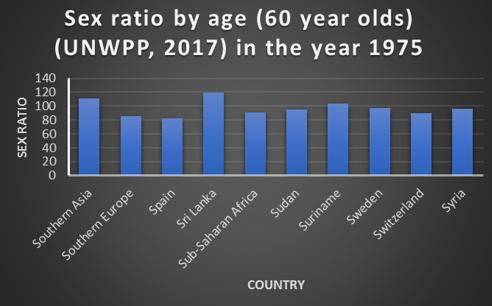 Sex ratio by age (60 year olds)
(UNWPP, 2017) in the year 1975
SEX RATIO
140
120
100
80
60
40
20
0
Southern Asia
Southern Europe
Spain
Sri Lanka
Sub-Saharan Africa
Sudan
Suriname
Sweden
Switzerland
Syria
COUNTRY